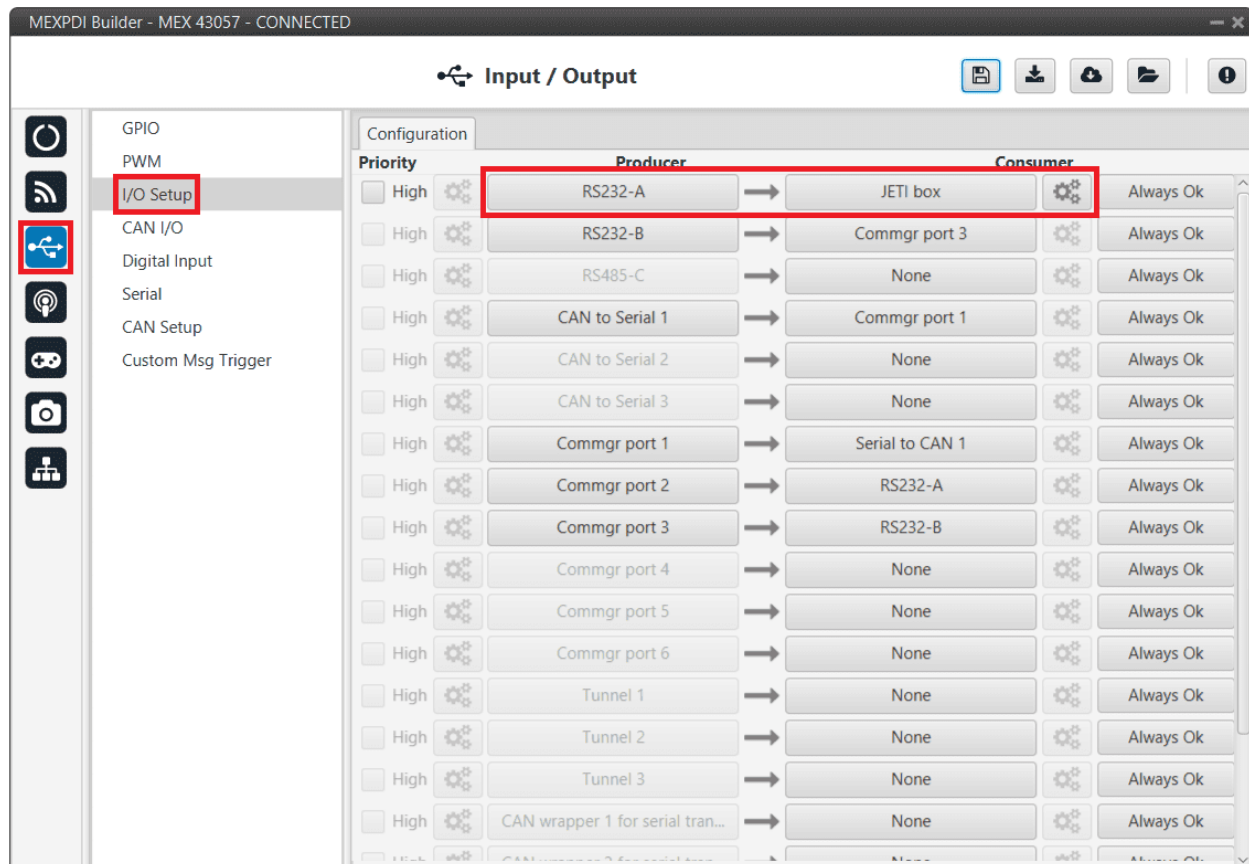 MEXPDI Builder - MEX 43057 - CONNECTED
Input / Output
GPIO
PWM
I/O Setup
CAN I/O
Digital Input
Serial
CAN Setup
Custom Msg Trigger
Configuration
Priority Producer Consumer
High RS232-A JETI box Always Ok
High RS232-B Commgr port 3 Always Ok
High RS485-C None Always Ok
High CAN to Serial 1 Commgr port 1 Always Ok
High CAN to Serial 2 None Always Ok
High CAN to Serial 3 None Always Ok
High Commgr port 1 Serial to CAN 1 Always Ok
High Commgr port 2 RS232-A Always Ok
High Commgr port 3 RS232-B Always Ok
High Commgr port 4 None Always Ok
High Commgr port 5 None Always Ok
High Commgr port 6 None Always Ok
High Tunnel 1 None Always Ok
High Tunnel 2 None Always Ok
High Tunnel 3 None Always Ok
High CAN wrapper 1 for serial tran... None Always Ok